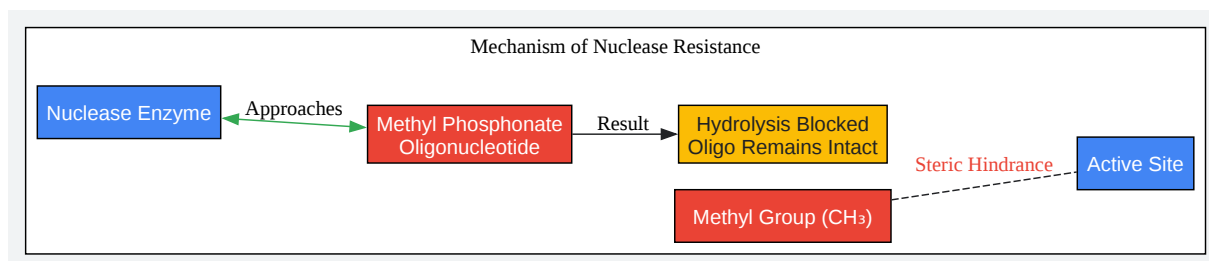 Mechanism of Nuclease Resistance
Nuclease Enzyme
Approaches
Methyl Phosphonate
Oligonucleotide
Result
Hydrolysis Blocked
Oligo Remains Intact
Steric Hindrance
Active Site
Methyl Group (CH₃)